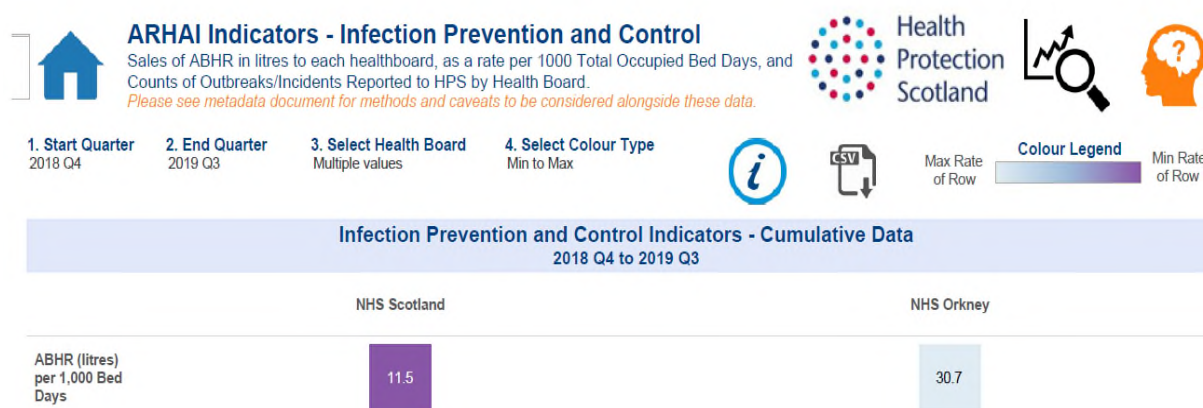 ARHAI Indicators - Infection Prevention and Control
Sales of ABHR in litres to each healthboard, as a rate per 1000 Total Occupied Bed Days, and
Counts of Outbreaks/Incidents Reported to HPS by Health Board.
Please see metadata document for methods and caveats to be considered alongside these data.
Health
Protection
Scotland
?
1. Start Quarter
2018 Q4
2. End Quarter
2019 Q3
3. Select Health Board
Multiple values
4. Select Colour Type
Min to Max
i
CSV
Max Rate
of Row
Colour Legend
Min Rate
of Row
Infection Prevention and Control Indicators - Cumulative Data
2018 Q4 to 2019 Q3
NHS Scotland
NHS Orkney
ABHR (litres)
per 1,000 Bed
Days
11.5
30.7